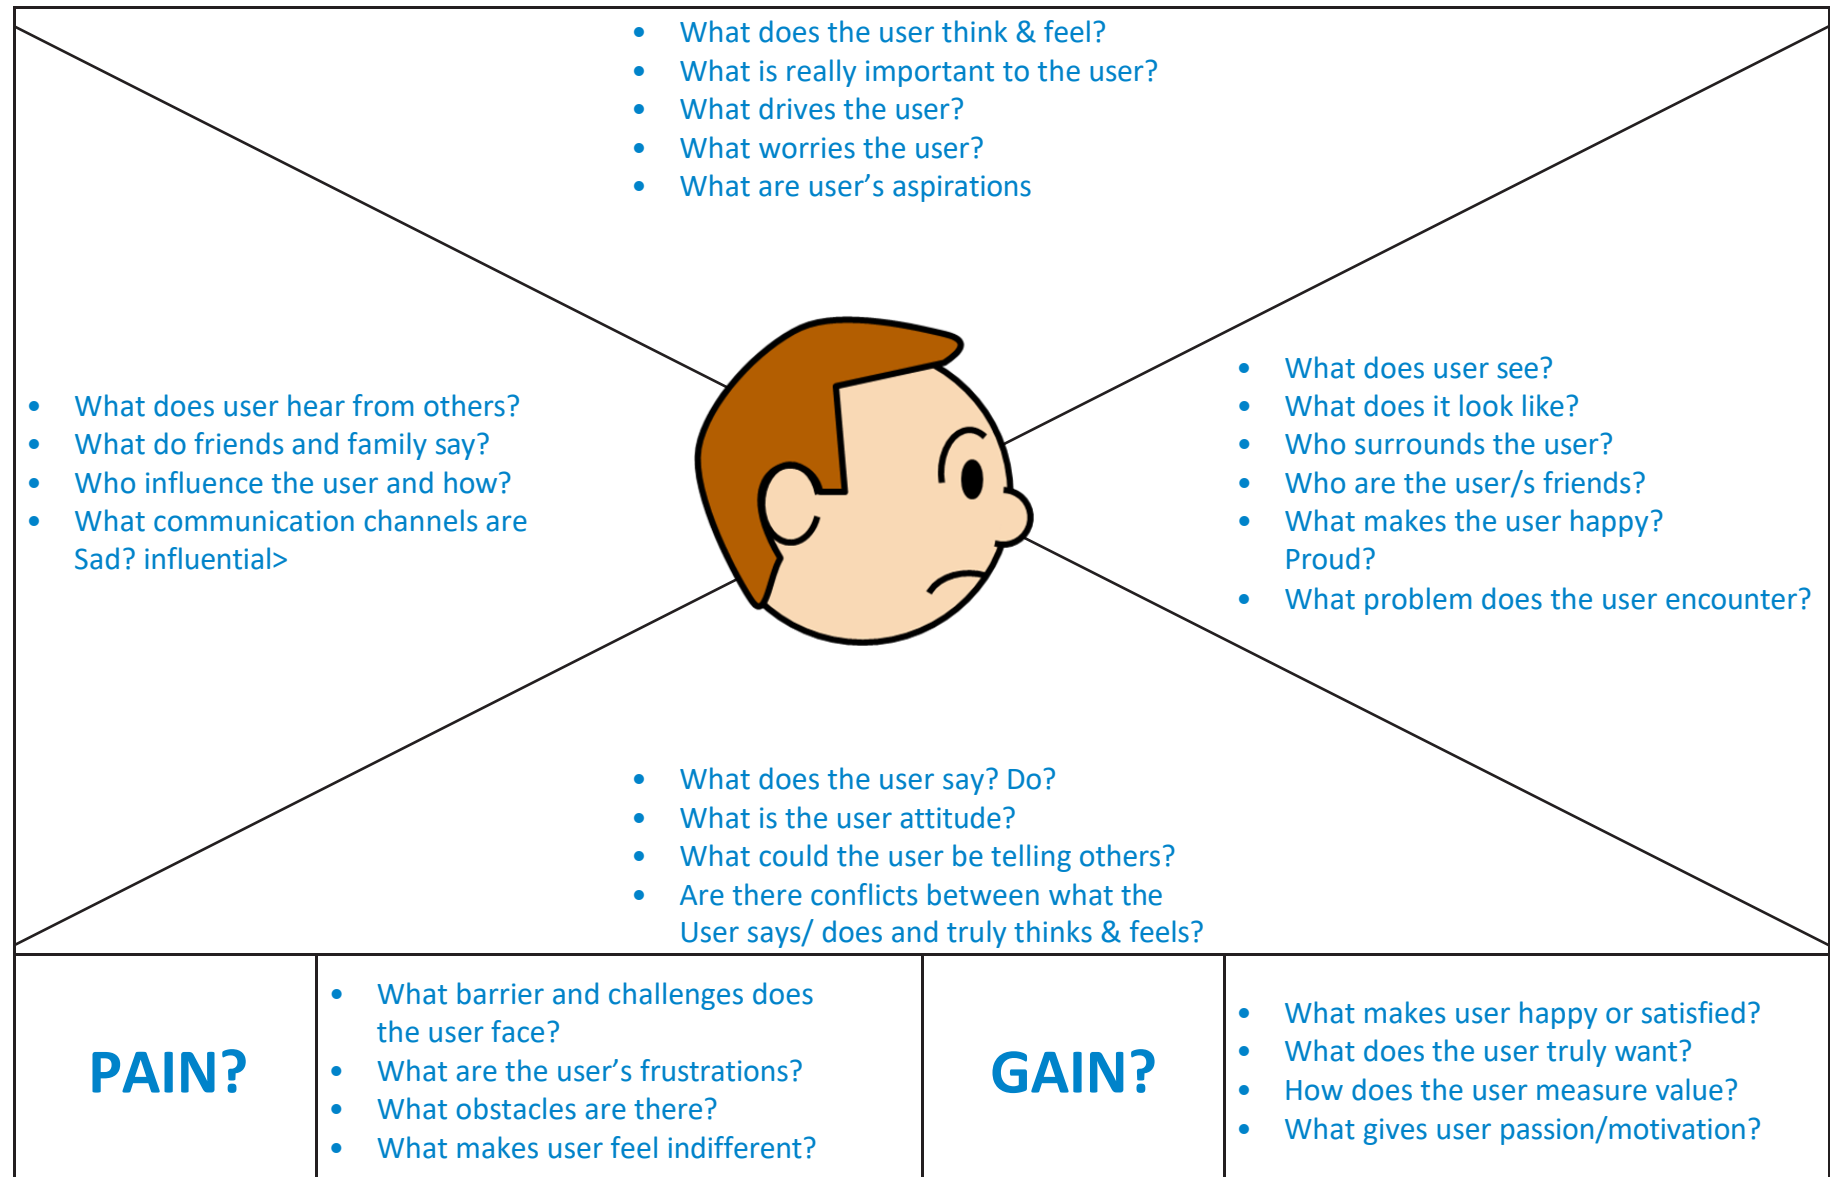 • What does the user think & feel?
• What is really important to the user?
• What drives the user?
• What worries the user?
• What are user’s aspirations
• What does user hear from others?
• What do friends and family say?
• Who influence the user and how?
• What communication channels are
Sad? influential>
• What does user see?
• What does it look like?
• Who surrounds the user?
• Who are the user/s friends?
• What makes the user happy?
Proud?
• What problem does the user encounter?
• What does the user say? Do?
• What is the user attitude?
• What could the user be telling others?
• Are there conflicts between what the
User says/ does and truly thinks & feels?
PAIN?
• What barrier and challenges does
the user face?
• What are the user’s frustrations?
• What obstacles are there?
• What makes user feel indifferent?
GAIN?
• What makes user happy or satisfied?
• What does the user truly want?
• How does the user measure value?
• What gives user passion/motivation?